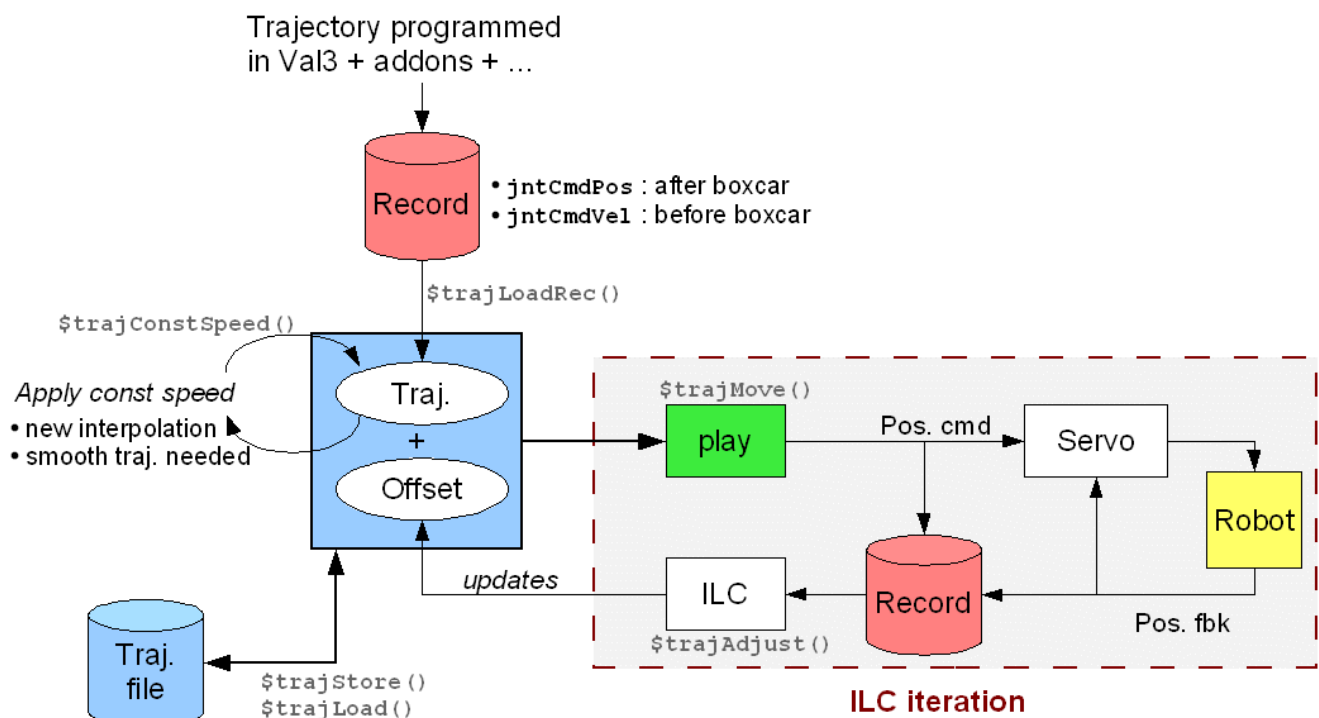 Trajectory programmed
in Val3 + addons + ...
Record
• jntCmdPos : after boxcar
• jntCmdVel : before boxcar
$trajLoadRec()
$trajConstSpeed()
Apply const speed
• new interpolation
• smooth traj. needed
Traj.
+
Offset
$trajMove()
play
Pos. cmd
Servo
Robot
updates
ILC
Record
Pos. fbk
$trajAdjust()
ILC iteration
Traj.
file
$trajStore()
$trajLoad()